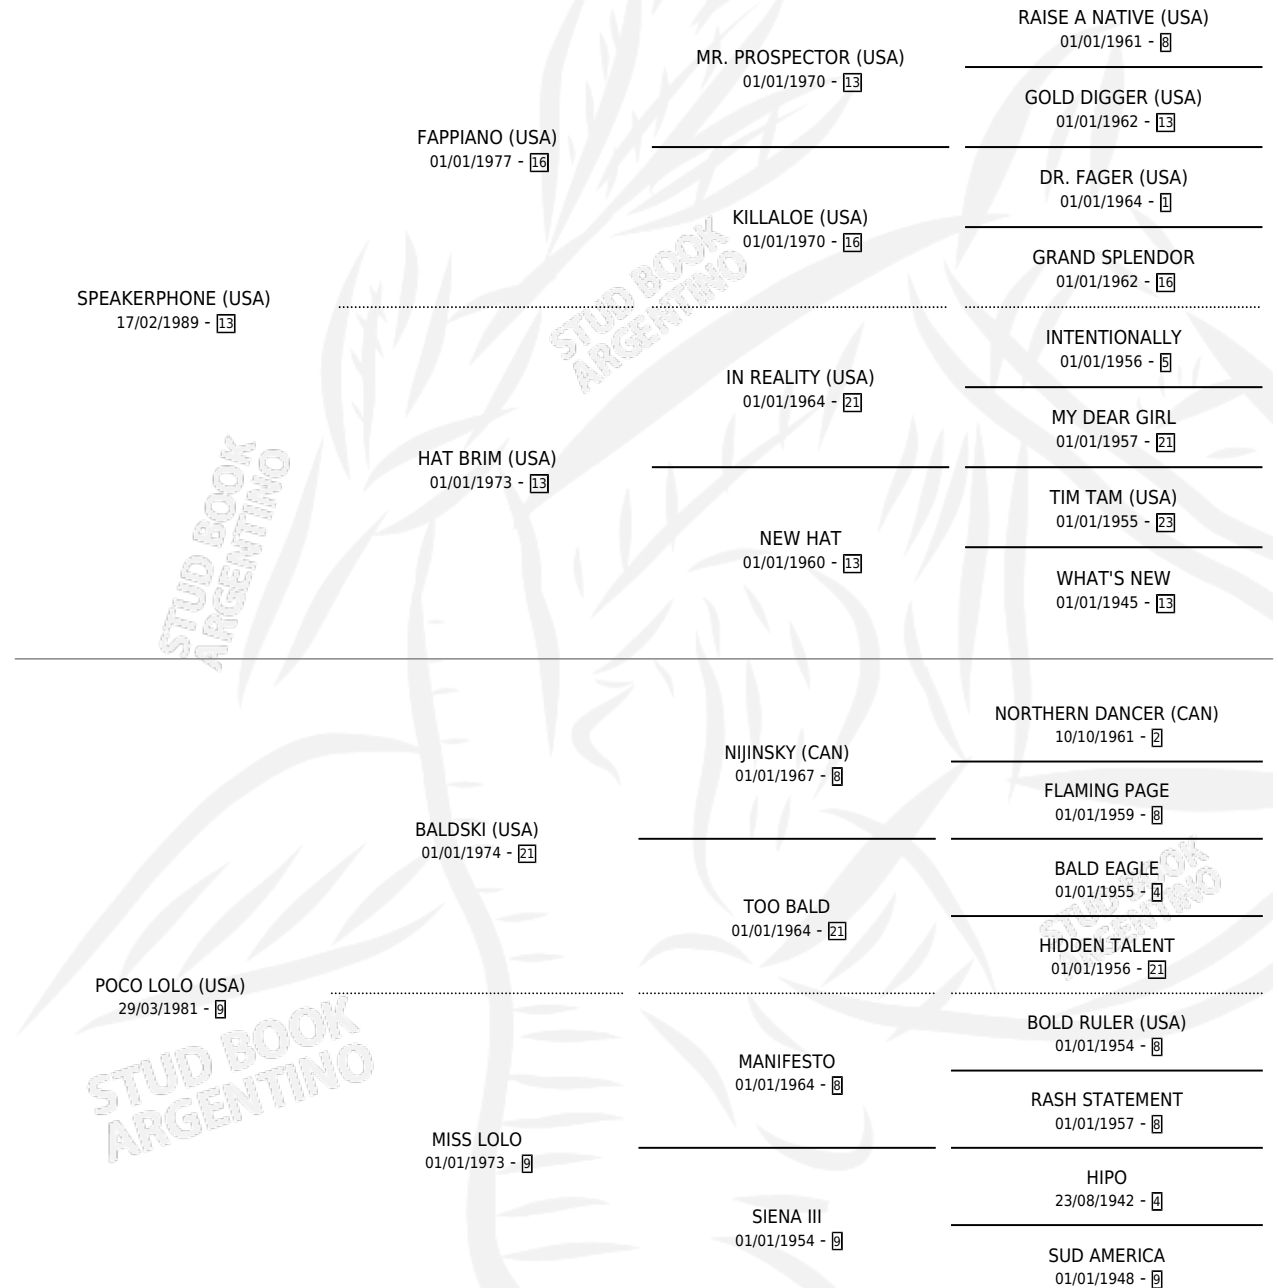 RAISE A NATIVE (USA)
01/01/1961 - 8
MR. PROSPECTOR (USA)
01/01/1970 - 13
GOLD DIGGER (USA)
01/01/1962 - 13
FAPPIANO (USA)
01/01/1977 - 16
DR. FAGER (USA)
01/01/1964 - 1
KILLALOE (USA)
01/01/1970 - 16
GRAND SPLENDOR
01/01/1962 - 16
SPEAKERPHONE (USA)
17/02/1989 - 13
STUD BOOK
ARGENTINO
INTENTIONALLY
01/01/1956 - 5
IN REALITY (USA)
01/01/1964 - 21
MY DEAR GIRL
01/01/1957 - 21
HAT BRIM (USA)
01/01/1973 - 13
TIM TAM (USA)
01/01/1955 - 23
NEW HAT
01/01/1960 - 13
WHAT'S NEW
01/01/1945 - 13
STUD BOOK
ARGENTINO
NORTHERN DANCER (CAN)
10/10/1961 - 2
NIJINSKY (CAN)
01/01/1967 - 8
FLAMING PAGE
01/01/1959 - 8
BALDSKI (USA)
01/01/1974 - 21
BALD EAGLE
01/01/1955 - 4
STUD BOOK
ARGENTINO
TOO BALD
01/01/1964 - 21
HIDDEN TALENT
01/01/1956 - 21
POCO LOLO (USA)
29/03/1981 - 9
STUD BOOK
ARGENTINO
BOLD RULER (USA)
01/01/1954 - 8
MANIFESTO
01/01/1964 - 8
RASH STATEMENT
01/01/1957 - 8
MISS LOLO
01/01/1973 - 9
HIPO
23/08/1942 - 4
SIENA III
01/01/1954 - 9
SUD AMERICA
01/01/1948 - 9